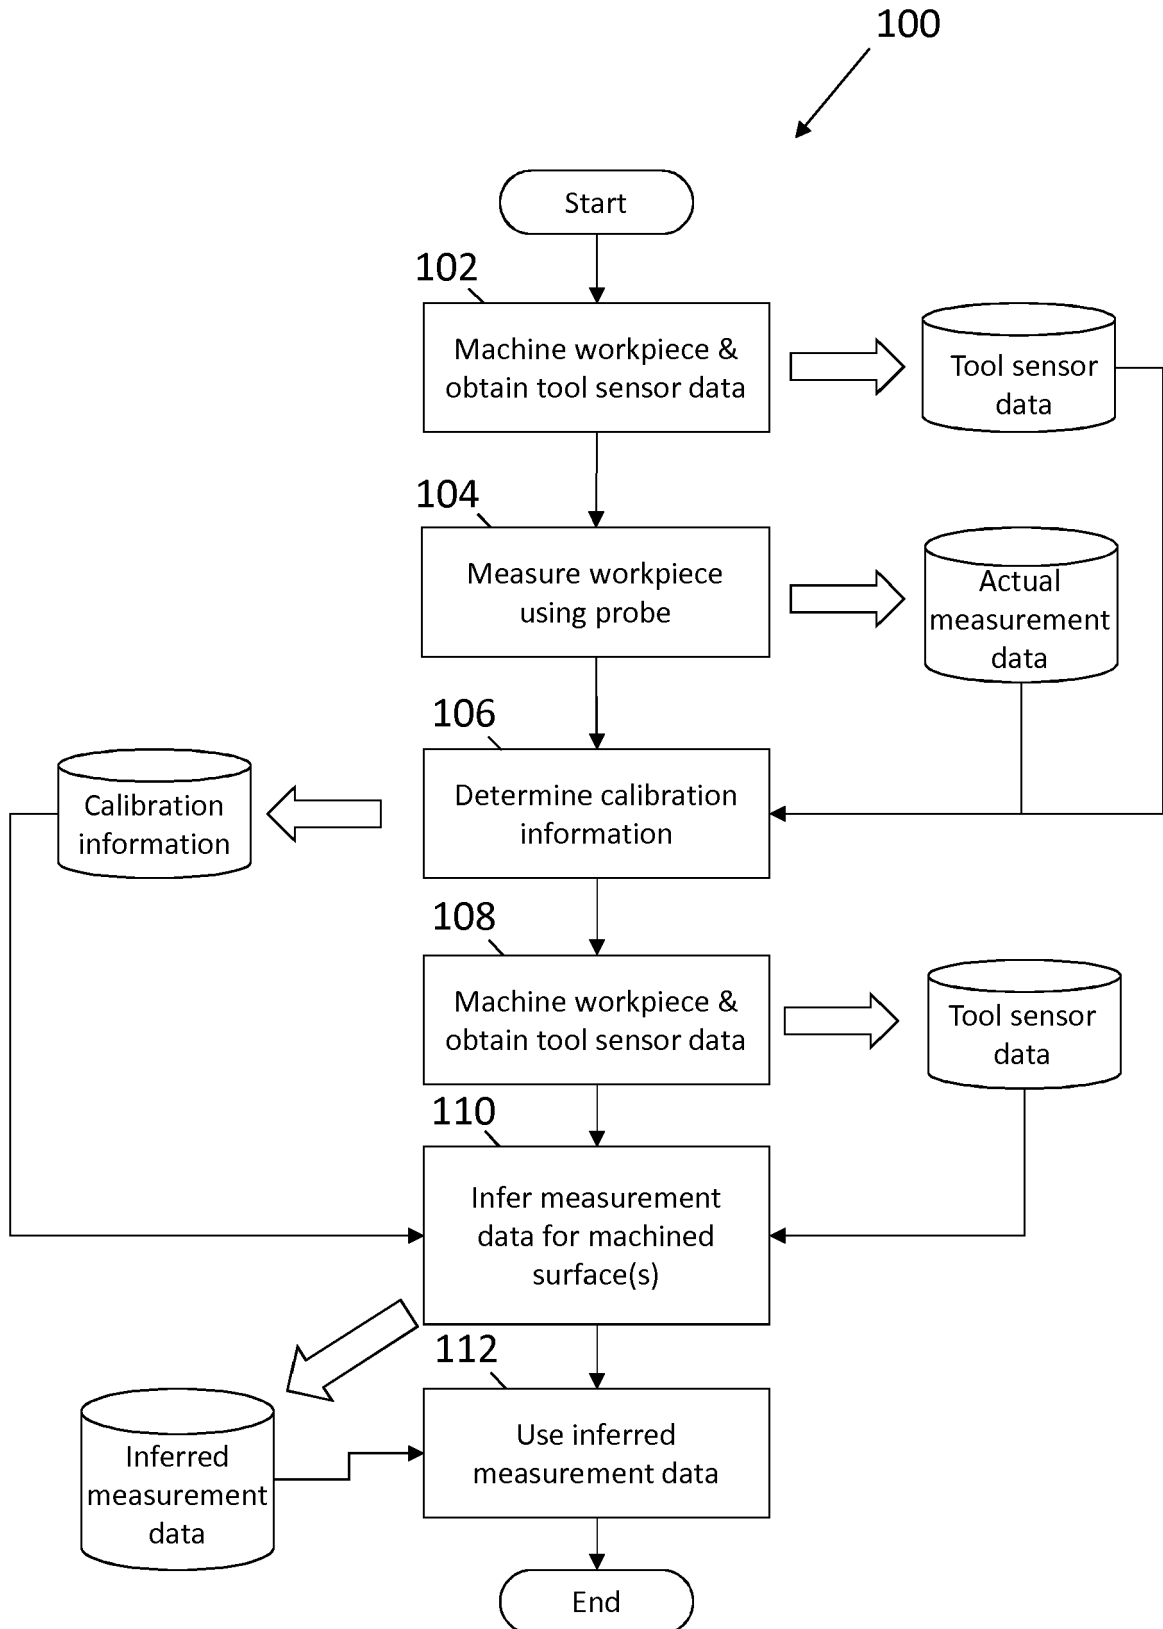 100
Start
102
Machine workpiece &
obtain tool sensor data
Tool sensor
data
104
Measure workpiece
using probe
Actual
measurement
data
106
Determine calibration
information
Calibration
information
108
Machine workpiece &
obtain tool sensor data
Tool sensor
data
110
Infer measurement
data for machined
surface(s)
112
Use inferred
measurement data
Inferred
measurement
data
End